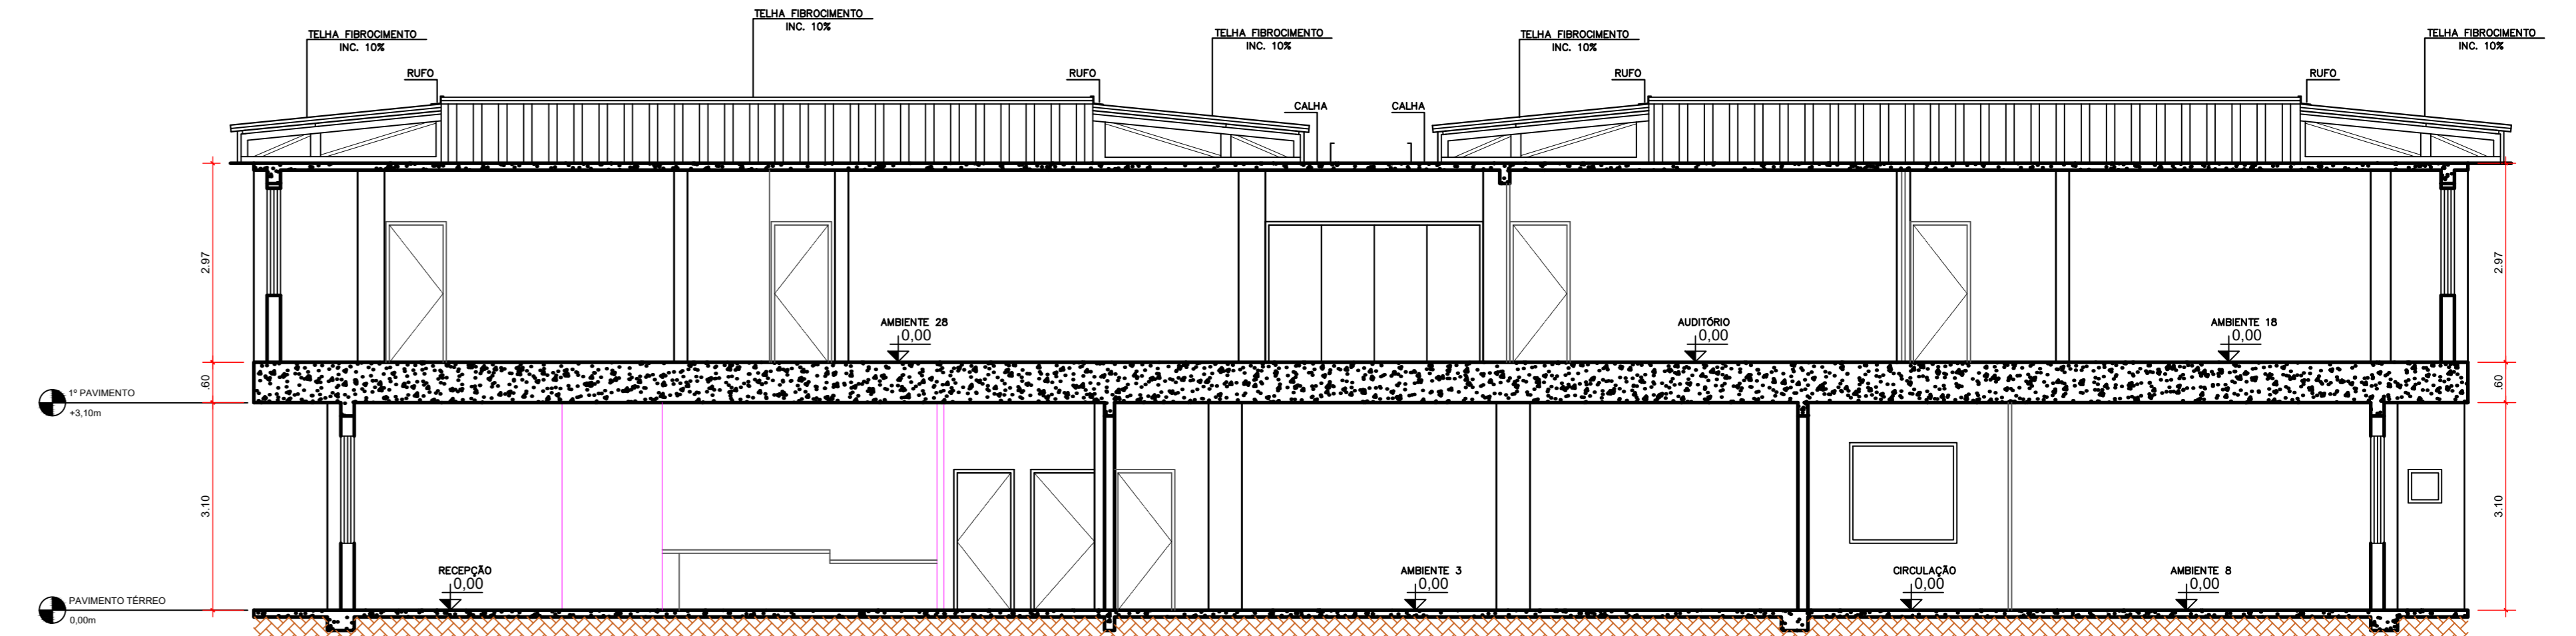 TELHA FIBROCIMENTO
INC. 10%
TELHA FIBROCIMENTO
INC. 10%
TELHA FIBROCIMENTO
INC. 10%
TELHA FIBROCIMENTO
INC. 10%
TELHA FIBROCIMENTO
INC. 10%
RUFO
RUFO
RUFO
RUFO
CALHA
CALHA
2.97
2.97
AMBIENTE 28
0,00
AUDITÓRIO
0,00
AMBIENTE 18
0,00
.60
.60
1º PAVIMENTO
+3,10m
3.10
3.10
RECEPÇÃO
0,00
AMBIENTE 3
0,00
CIRCULAÇÃO
0,00
AMBIENTE 8
0,00
PAVIMENTO TÉRREO
0,00m